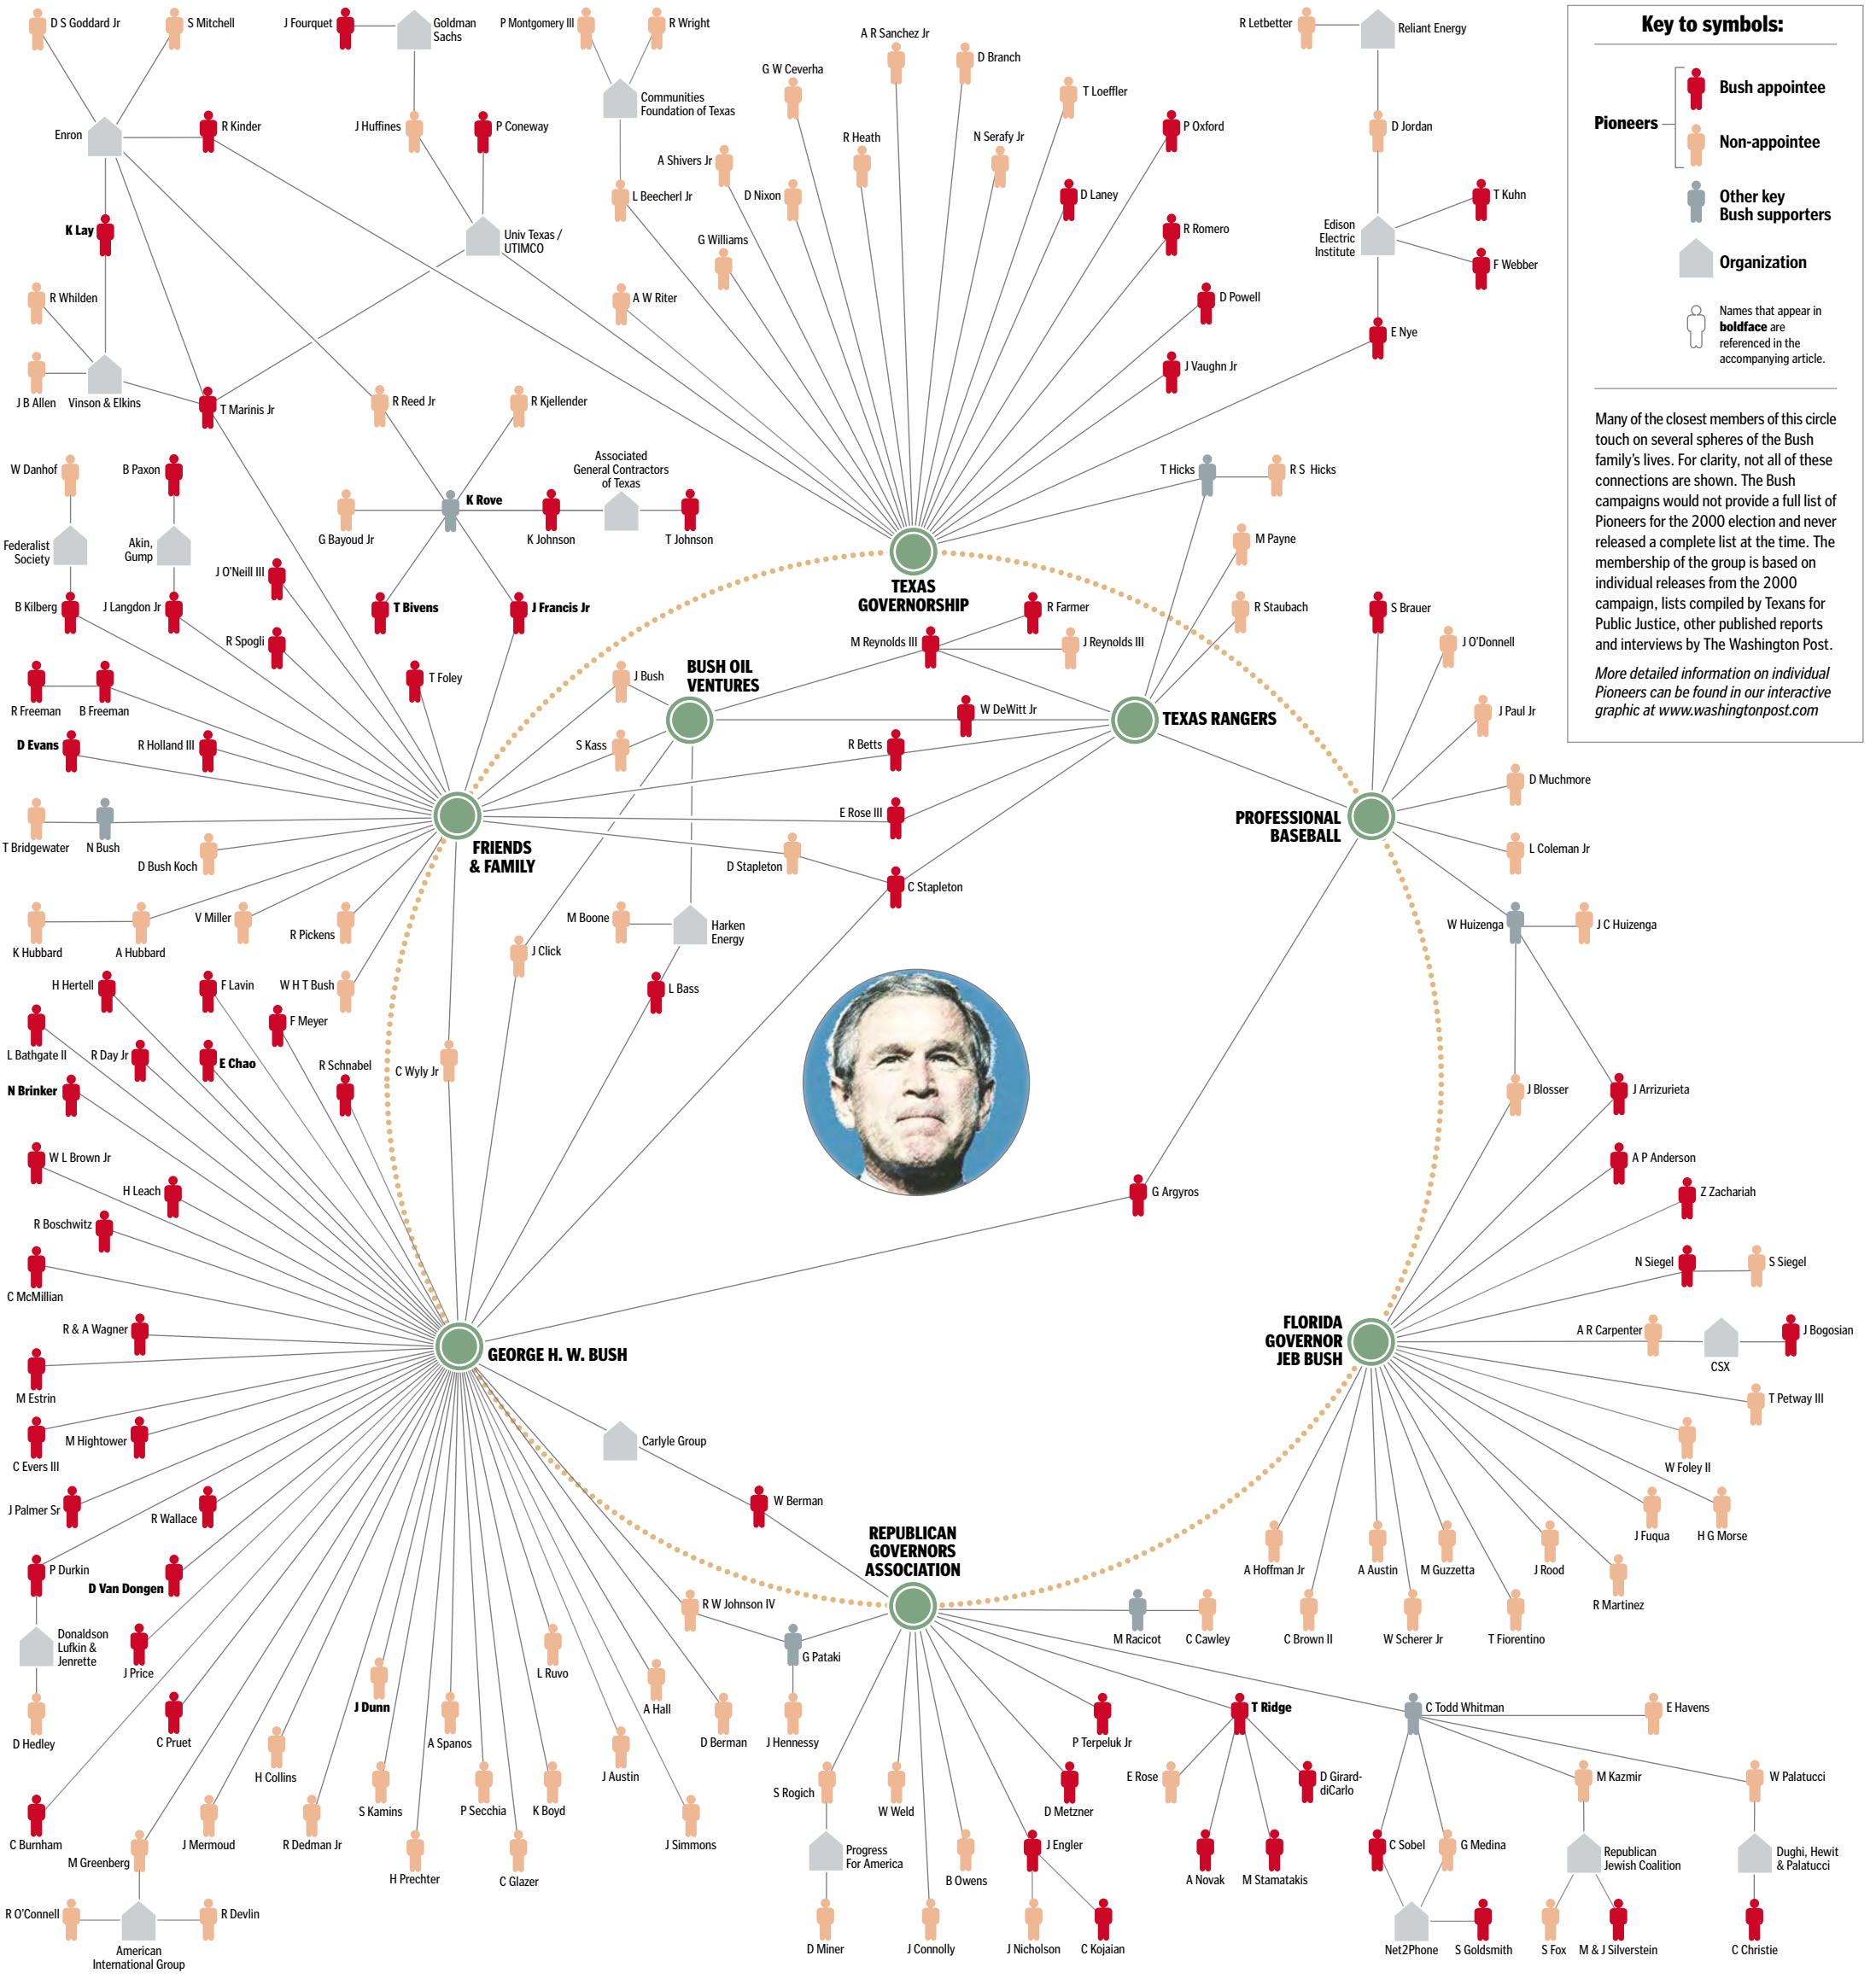 D S Goddard Jr
S Mitchell
J Fourquet
Goldman
Sachs
P Montgomery III
R Wright
A R Sanchez Jr
D Branch
G W Ceverha
T Loeffler
R Letbetter
Reliant Energy
Enron
R Kinder
J Huffines
P Coneway
Communities
Foundation of Texas
R Heath
N Serafy Jr
P Oxford
D Jordan
A Shivers Jr
D Nixon
L Beecherl Jr
D Laney
T Kuhn
K Lay
Univ Texas /
UTIMCO
G Williams
R Romero
Edison
Electric
Institute
F Webber
R Whilden
A W Riter
D Powell
E Nye
J Vaughn Jr
J B Allen
Vinson & Elkins
T Marinis Jr
R Reed Jr
R Kjellender
Associated
General Contractors
of Texas
T Hicks
R S Hicks
W Danhof
B Paxon
K Rove
G Bayoud Jr
K Johnson
T Johnson
M Payne
Federalist
Society
Akin,
Gump
J O'Neill III
TEXAS
GOVERNORSHIP
B Kilberg
J Langdon Jr
T Bivens
J Francis Jr
R Farmer
R Staubach
S Brauer
R Spogli
M Reynolds III
J Reynolds III
J O'Donnell
R Freeman
B Freeman
T Foley
J Bush
BUSH OIL
VENTURES
W DeWitt Jr
TEXAS RANGERS
J Paul Jr
D Evans
R Holland III
S Kass
R Betts
D Muchmore
T Bridgewater
N Bush
D Bush Koch
FRIENDS
& FAMILY
E Rose III
PROFESSIONAL
BASEBALL
L Coleman Jr
D Stapleton
C Stapleton
K Hubbard
A Hubbard
V Miller
R Pickens
M Boone
Harken
Energy
J Click
W Huizenga
J C Huizenga
H Hertell
F Lavin
W H T Bush
L Bass
L Bathgate II
R Day Jr
F Meyer
E Chao
R Schnabel
C Wyly Jr
N Brinker
J Blosser
J Arrizurieta
W L Brown Jr
A P Anderson
H Leach
G Argyros
Z Zachariah
R Boschwitz
C McMillian
N Siegel
S Siegel
R & A Wagner
GEORGE H. W. BUSH
FLORIDA
GOVERNOR
JEB BUSH
A R Carpenter
CSX
J Bogosian
M Estrin
T Petway III
C Evers III
M Hightower
Carlyle Group
W Foley II
J Palmer Sr
R Wallace
W Berman
J Fuqua
H G Morse
REPUBLICAN
GOVERNORS
ASSOCIATION
P Durkin
D Van Dongen
A Hoffman Jr
A Austin
M Guzzetta
J Rood
R Martinez
R W Johnson IV
M Racicot
C Cawley
C Brown II
W Scherer Jr
T Fiorentino
Donaldson
Lufkin &
Jenrette
J Price
G Pataki
L Ruvo
D Hedley
C Pruet
J Dunn
A Spanos
A Hall
D Berman
J Hennessy
P Terpeluk Jr
T Ridge
C Todd Whitman
E Havens
H Collins
S Kamins
P Secchia
K Boyd
J Austin
S Rogich
W Weld
D Metzner
E Rose
D Girard-
diCarlo
M Kazmir
W Palatucci
C Burnham
J Mermoud
R Dedman Jr
J Simmons
M Greenberg
H Prechter
C Glazer
Progress
For America
B Owens
J Engler
A Novak
M Stamatakis
C Sobel
G Medina
Republican
Jewish Coalition
Dughi, Hewit
& Palatucci
R O'Connell
American
International Group
R Devlin
D Miner
J Connolly
J Nicholson
C Kojaian
Net2Phone
S Goldsmith
S Fox
M & J Silverstein
C Christie
Key to symbols:
Pioneers
Bush appointee
Non-appointee
Other key
Bush supporters
Organization
Names that appear in
boldface are
referenced in the
accompanying article.
Many of the closest members of this circle
touch on several spheres of the Bush
family's lives. For clarity, not all of these
connections are shown. The Bush
campaigns would not provide a full list of
Pioneers for the 2000 election and never
released a complete list at the time. The
membership of the group is based on
individual releases from the 2000
campaign, lists compiled by Texans for
Public Justice, other published reports
and interviews by The Washington Post.
More detailed information on individual
Pioneers can be found in our interactive
graphic at www.washingtonpost.com